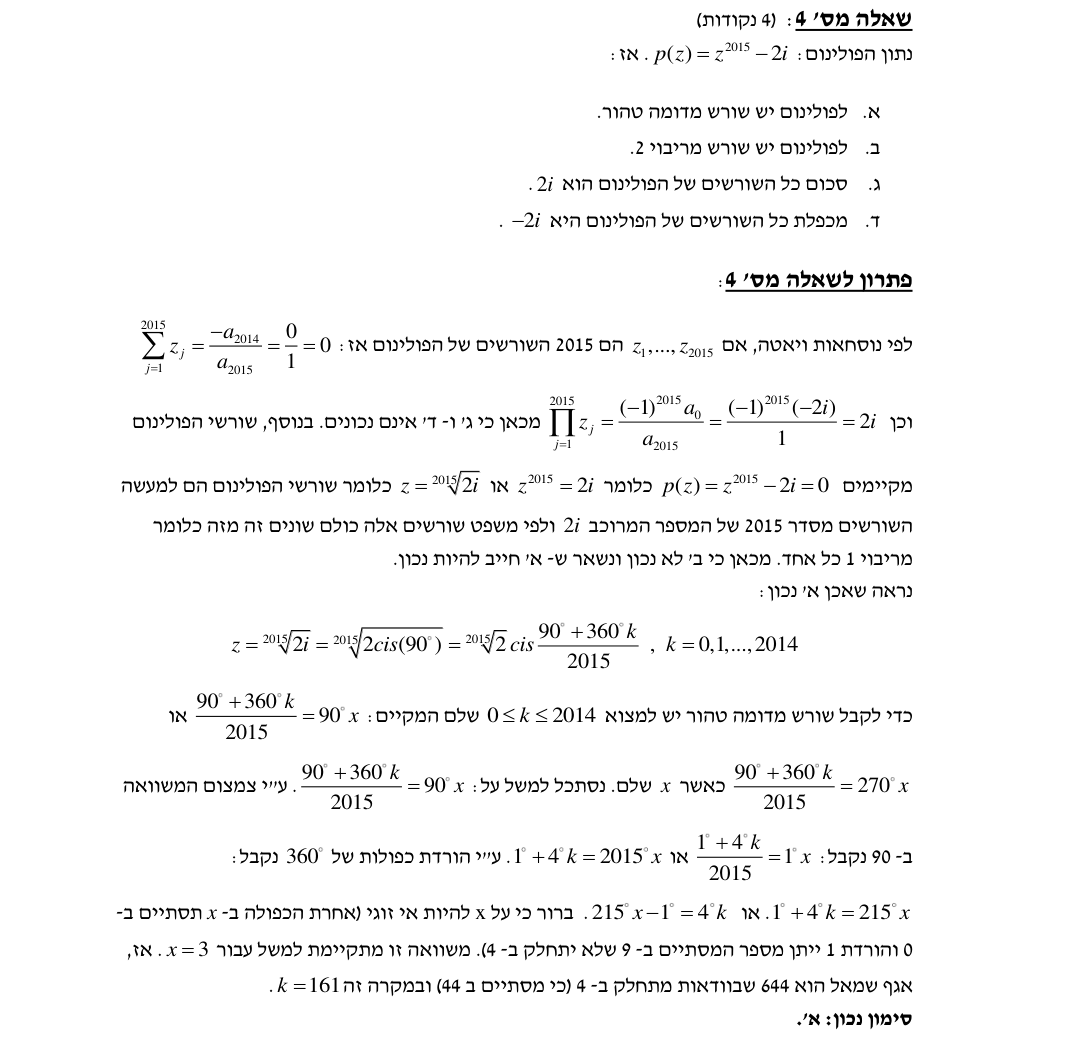 שאלה מס' 4 : (4 נקודות)
נתון הפולינום : p(z) = z^2015 − 2i . אז :
א. לפולינום יש שורש מדומה טהור.
ב. לפולינום יש שורש מריבוי 2.
ג. סכום כל השורשים של הפולינום הוא 2i .
ד. מכפלת כל השורשים של הפולינום היא −2i .
פתרון לשאלה מס' 4 :
לפי נוסחאות ויאטה, אם z_1,...,z_2015 הם 2015 השורשים של הפולינום אז : ∑_{j=1}^{2015} z_j = −a_2014 / a_2015 = 0/1 = 0
וכן ∏_{j=1}^{2015} z_j = (−1)^2015 a_0 / a_2015 = (−1)^2015 (−2i) / 1 = 2i מכאן כי ג' ו- ד' אינם נכונים. בנוסף, שורשי הפולינום
מקיימים p(z) = z^2015 − 2i = 0 כלומר z^2015 = 2i או z = ^2015√2i כלומר שורשי הפולינום הם למעשה
השורשים מסדר 2015 של המספר המרוכב 2i ולפי משפט שורשים אלה כולם שונים זה מזה כלומר
מריבוי 1 כל אחד. מכאן כי ב' לא נכון ונשאר ש- א' חייב להיות נכון.
נראה שאכן א' נכון :
z = ^2015√2i = ^2015√2cis(90°) = ^2015√2 cis (90° + 360°k) / 2015 , k = 0,1,...,2014
כדי לקבל שורש מדומה טהור יש למצוא 0 ≤ k ≤ 2014 שלם המקיים : (90° + 360°k) / 2015 = 90°x או
(90° + 360°k) / 2015 = 270°x כאשר x שלם. נסתכל למשל על : (90° + 360°k) / 2015 = 90°x . ע"י צמצום המשוואה
ב- 90 נקבל : (1° + 4°k) / 2015 = 1°x או 1° + 4°k = 2015°x . ע"י הורדת כפולות של 360° נקבל :
1° + 4°k = 215°x . או 215°x − 1° = 4°k . ברור כי על x להיות אי זוגי (אחרת הכפולה ב- x תסתיים ב-
0 והורדת 1 ייתן מספר המסתיים ב- 9 שלא יתחלק ב- 4). משוואה זו מתקיימת למשל עבור x = 3 . אז,
אגף שמאל הוא 644 שבוודאות מתחלק ב- 4 (כי מסתיים ב 44) ובמקרה זה k = 161 .
סימון נכון : א'.